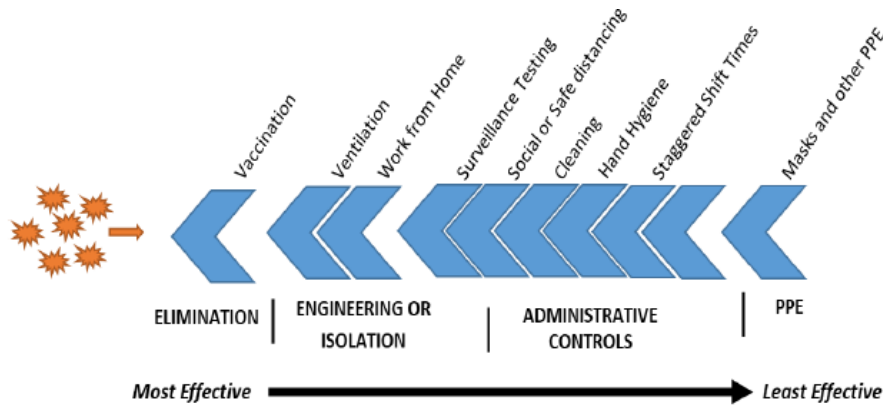 Vaccination
Ventilation
Work from Home
Surveillance Testing
Social or Safe distancing
Cleaning
Hand Hygiene
Staggered Shift Times
Masks and other PPE
ELIMINATION
ENGINEERING OR
ISOLATION
ADMINISTRATIVE
CONTROLS
PPE
Most Effective
Least Effective